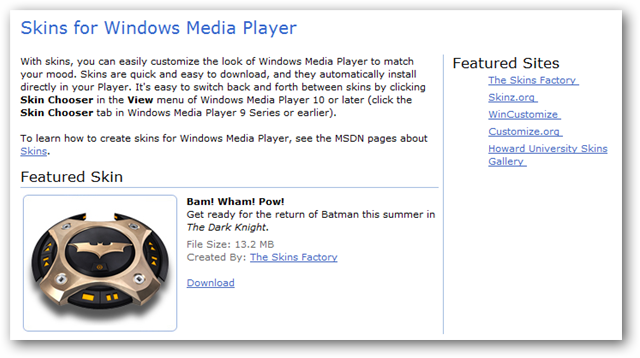 Skins for Windows Media Player
With skins, you can easily customize the look of Windows Media Player to match
your mood. Skins are quick and easy to download, and they automatically install
directly in your Player. It's easy to switch back and forth between skins by clicking
Skin Chooser in the View menu of Windows Media Player 10 or later (click the
Skin Chooser tab in Windows Media Player 9 Series or earlier).
To learn how to create skins for Windows Media Player, see the MSDN pages about
Skins.
Featured Skin
Bam! Wham! Pow!
Get ready for the return of Batman this summer in
The Dark Knight.
File Size: 13.2 MB
Created By: The Skins Factory
Download
Featured Sites
The Skins Factory
Skinz.org
WinCustomize
Customize.org
Howard University Skins
Gallery